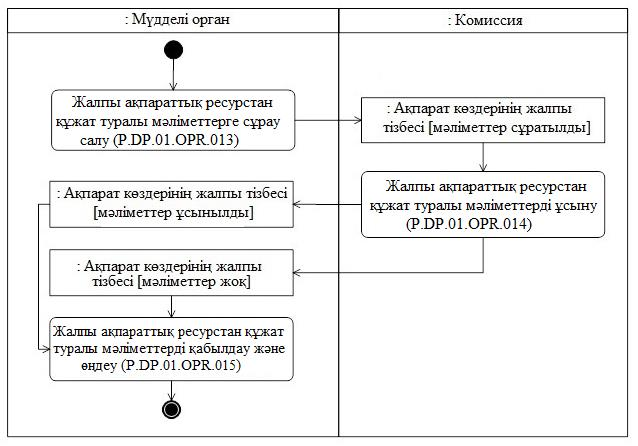 : Мүдделі орган
: Комиссия
Жалпы ақпараттық ресурстан
құжат туралы мәліметтерге сұрау
салу (P.DP.01.OPR.013)
: Ақпарат көздерінің жалпы
тізбесі [мәліметтер сұратылды]
Жалпы ақпараттық ресурстан
құжат туралы мәліметтерді ұсыну
(P.DP.01.OPR.014)
: Ақпарат көздерінің жалпы тізбесі
[мәліметтер ұсынылды]
: Ақпарат көздерінің жалпы
тізбесі [мәліметтер жоқ]
Жалпы ақпараттық ресурстан құжат
туралы мәліметтерді қабылдау және
өңдеу (P.DP.01.OPR.015)